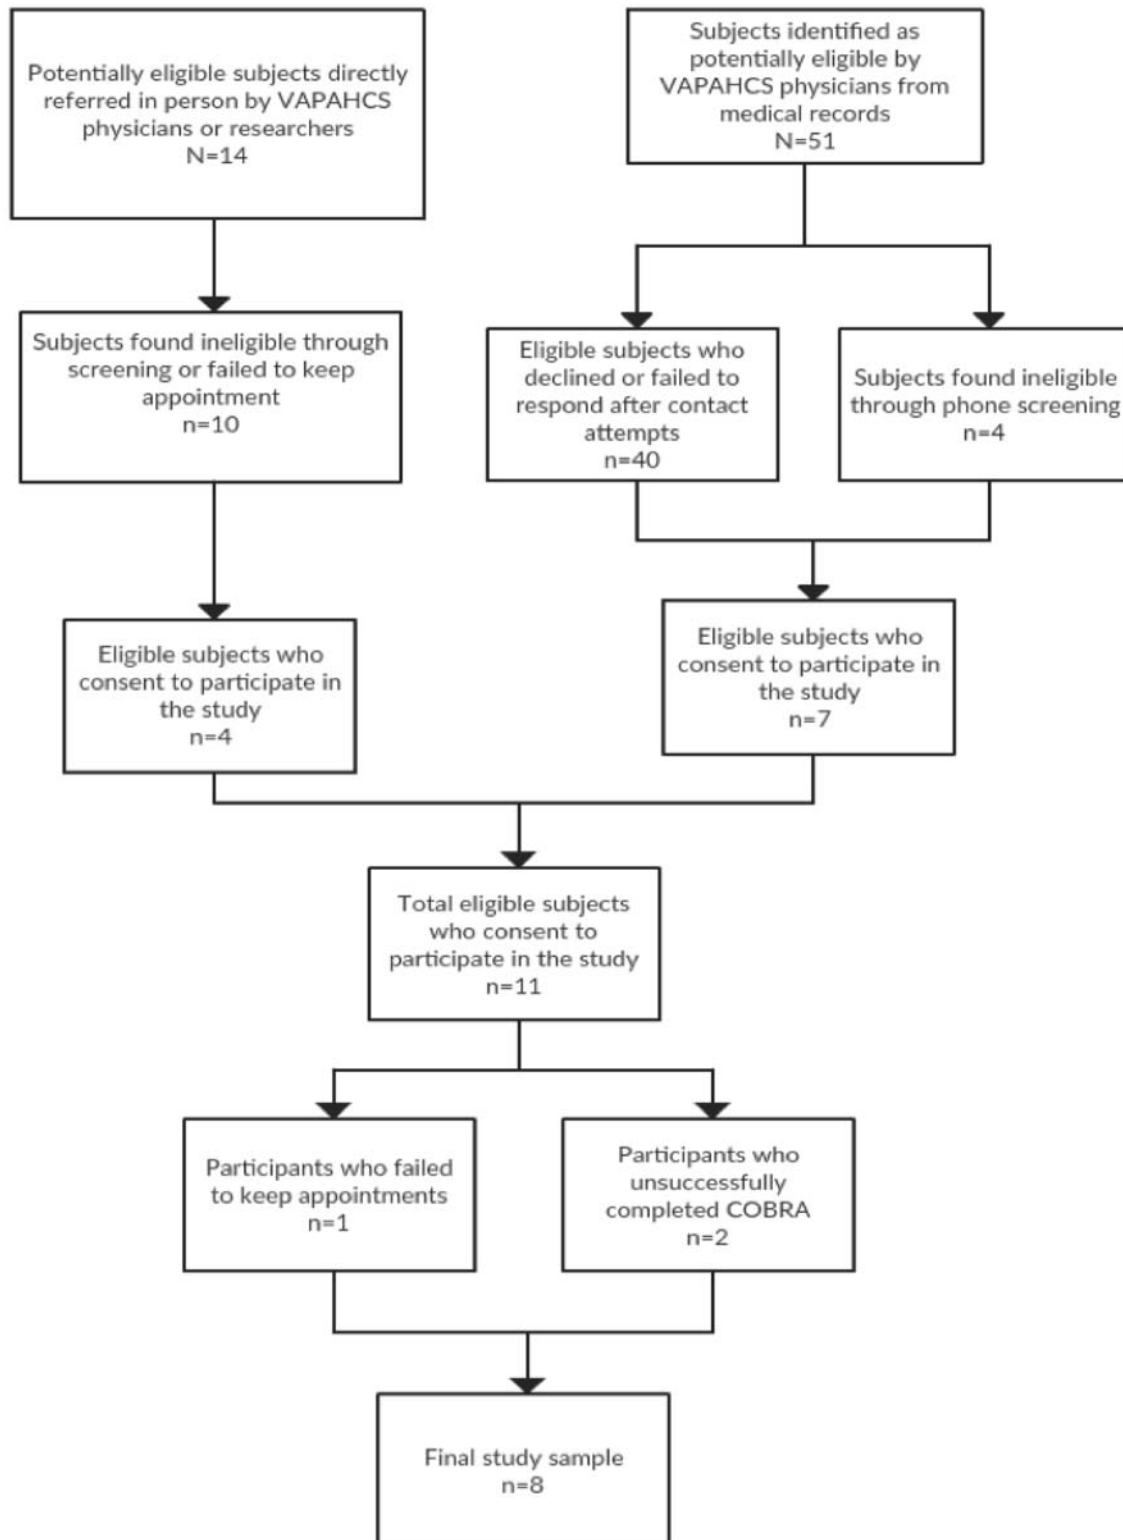 Potentially eligible subjects directly
referred in person by VAPAHCS
physicians or researchers
N=14
Subjects identified as
potentially eligible by
VAPAHCS physicians from
medical records
N=51
Subjects found ineligible through
screening or failed to keep
appointment
n=10
Eligible subjects who
declined or failed to
respond after contact
attempts
n=40
Subjects found ineligible
through phone screening
n=4
Eligible subjects who
consent to participate in
the study
n=4
Eligible subjects who
consent to participate in
the study
n=7
Total eligible subjects
who consent to
participate in the study
n=11
Participants who failed
to keep appointments
n=1
Participants who
unsuccessfully
completed COBRA
n=2
Final study sample
n=8